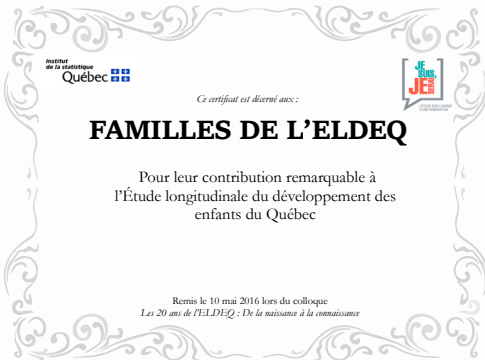 Institut
de la statistique
Québec
JE
SUIS,
JE
SERAI
Ce certificat est décerné aux :
FAMILLES DE L’ELDEQ
Pour leur contribution remarquable à
l’Étude longitudinale du développement des
enfants du Québec
Remis le 10 mai 2016 lors du colloque
Les 20 ans de l’ELDEQ : De la naissance à la connaissance